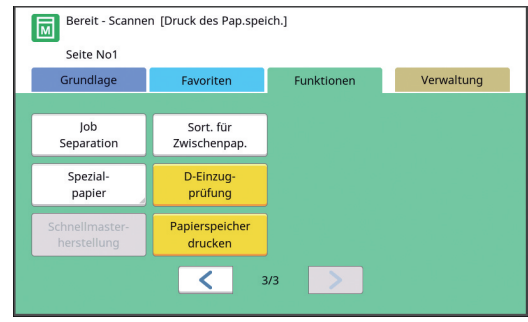 M
Bereit - Scannen [Druck des Pap.speich.]
Seite No1
Grundlage
Favoriten
Funktionen
Verwaltung
Job
Separation
Sort. für
Zwischenpap.
Spezial-
papier
D-Einzug-
prüfung
Schnellmaster-
herstellung
Papierspeicher
drucken
3/3